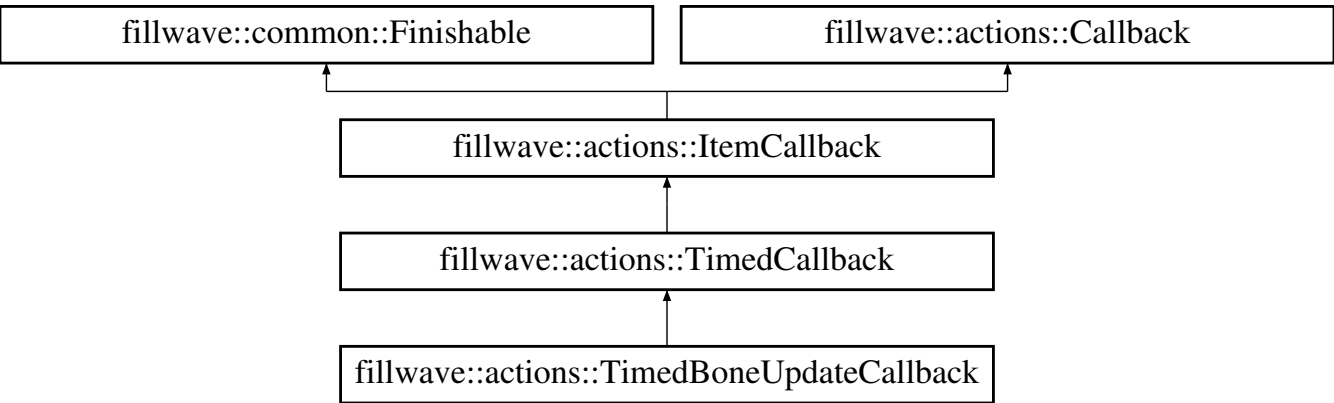 fillwave::common::Finishable
fillwave::actions::Callback
fillwave::actions::ItemCallback
fillwave::actions::TimedCallback
fillwave::actions::TimedBoneUpdateCallback